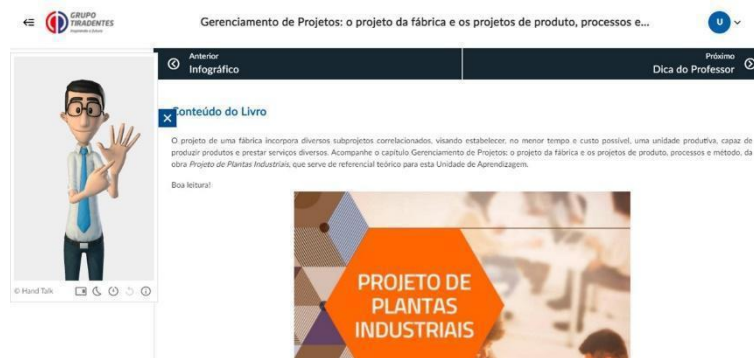 GRUPO
TIRADENTES
Gerenciamento de Projetos: o projeto da fábrica e os projetos de produto, processos e...
U
Anterior
Infográfico
Próximo
Dica do Professor
Conteúdo do Livro
O projeto de uma fábrica incorpora diversos subprojetos correlacionados, visando estabelecer, no menor tempo e custo possível, uma unidade produtiva, capaz de
produzir produtos e prestar serviços diversos. Acompanhe o capítulo Gerenciamento de Projetos: o projeto da fábrica e os projetos de produto, processos e método, da
obra Projeto de Plantas Industriais, que serve de referencial teórico para esta Unidade de Aprendizagem.
Boa leitura!
© Hand Talk
PROJETO DE
PLANTAS
INDUSTRIAIS